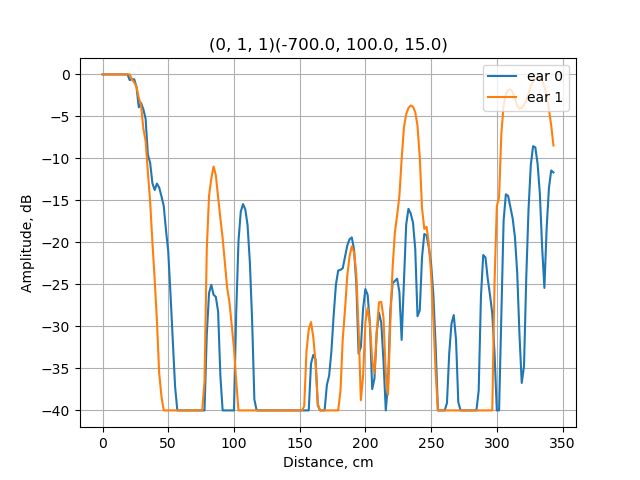 (0, 1, 1)(-700.0, 100.0, 15.0)
ear 0
ear 1
0
−5
−10
−15
−20
−25
−30
−35
−40
Amplitude, dB
0 50 100 150 200 250 300 350
Distance, cm